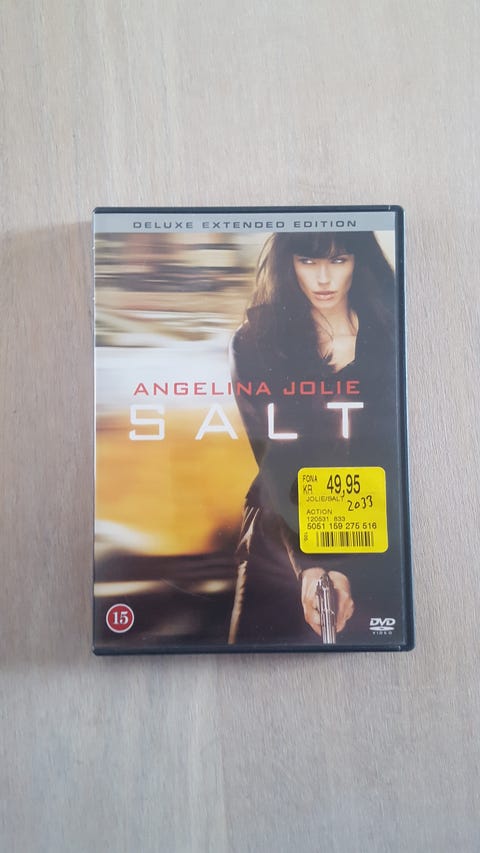 DELUXE EXTENDED EDITION
ANGELINA JOLIE
SALT
FONA
KR 49,95
JOLIE/SALT
2033
ACTION
120531 833
5051 159 275 516
15
DVD
VIDEO